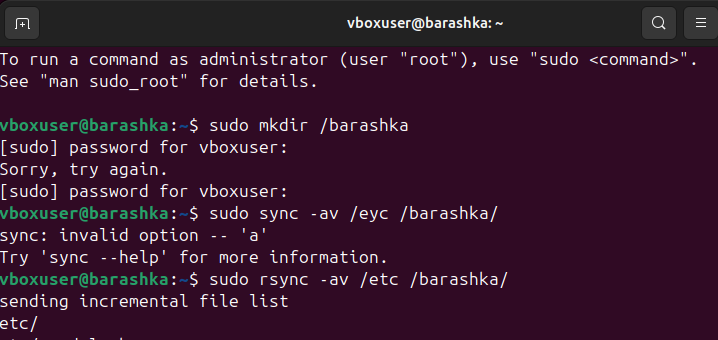 vboxuser@barashka: ~
To run a command as administrator (user "root"), use "sudo <command>".
See "man sudo_root" for details.
vboxuser@barashka:~$ sudo mkdir /barashka
[sudo] password for vboxuser:
Sorry, try again.
[sudo] password for vboxuser:
vboxuser@barashka:~$ sudo sync -av /eyc /barashka/
sync: invalid option -- 'a'
Try 'sync --help' for more information.
vboxuser@barashka:~$ sudo rsync -av /etc /barashka/
sending incremental file list
etc/